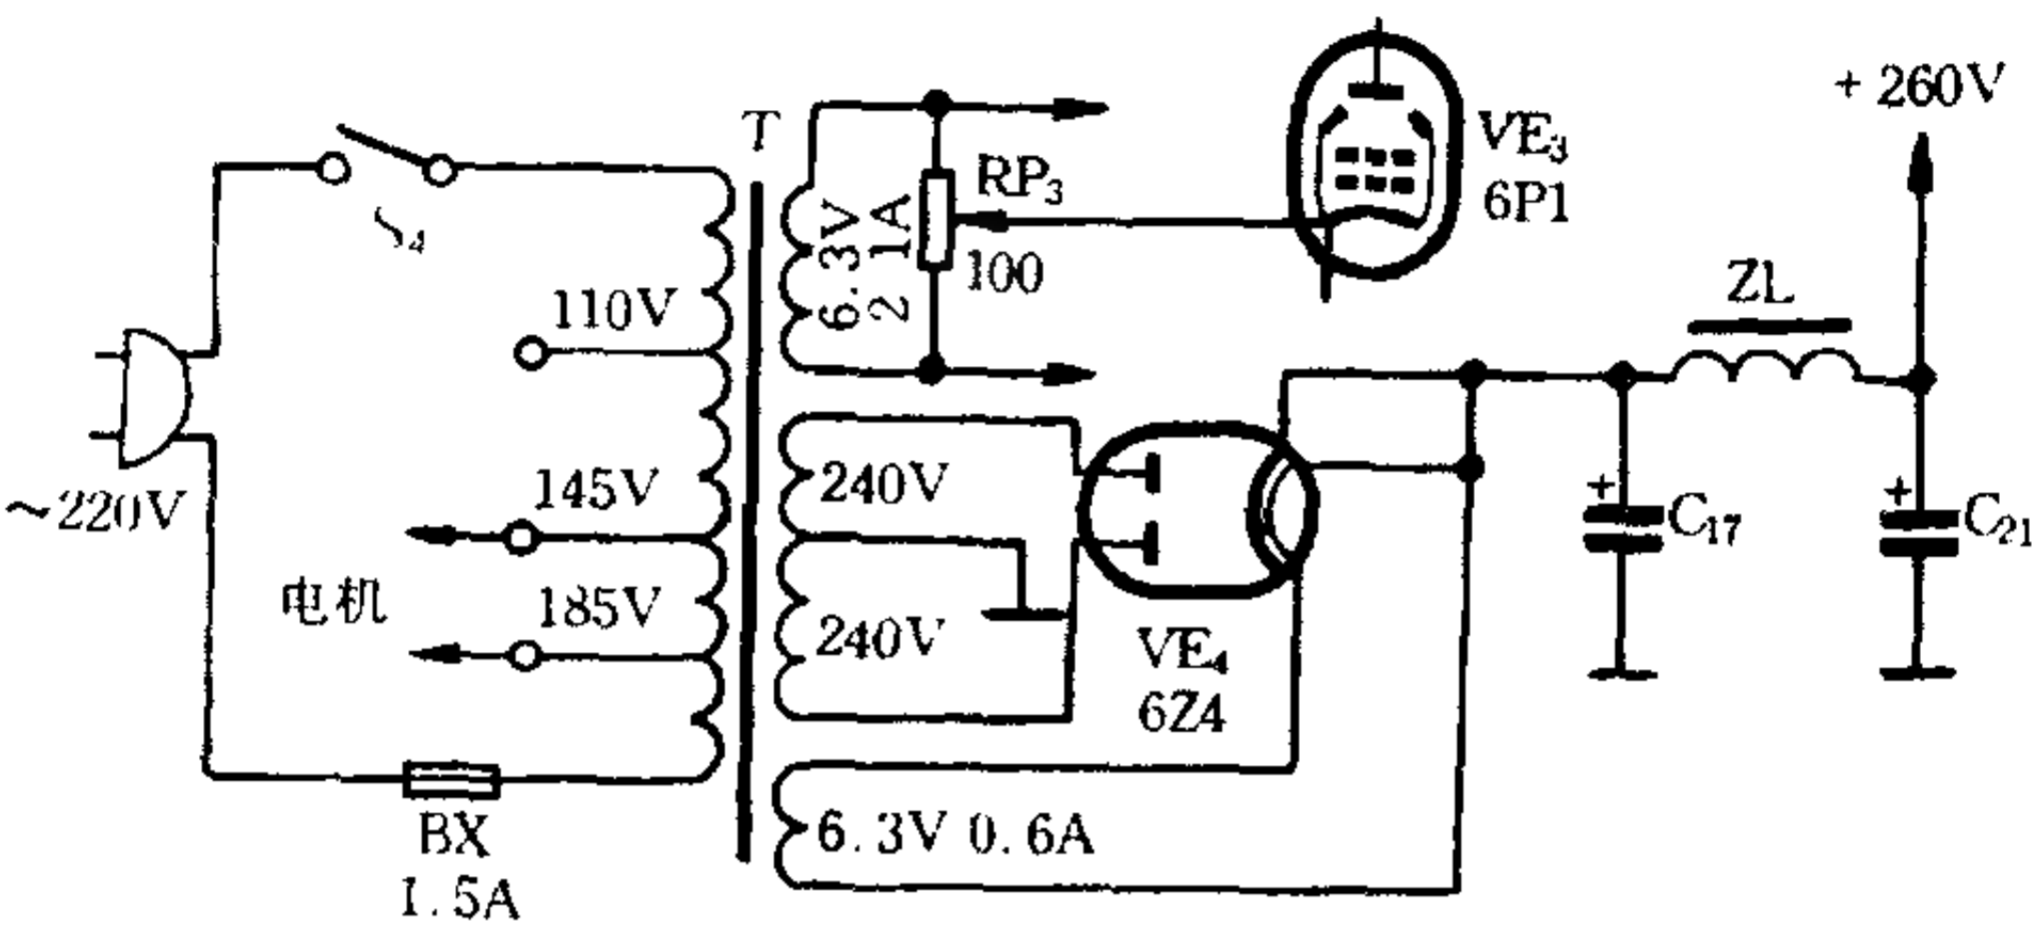 T
S₄
~220V
110V
145V
电机
185V
BX
1.5A
6.3V
2 1A
RP₃
100
VE₃
6P1
+260V
ZL
240V
240V
VE₄
6Z4
+
C₁₇
+
C₂₁
6.3V 0.6A